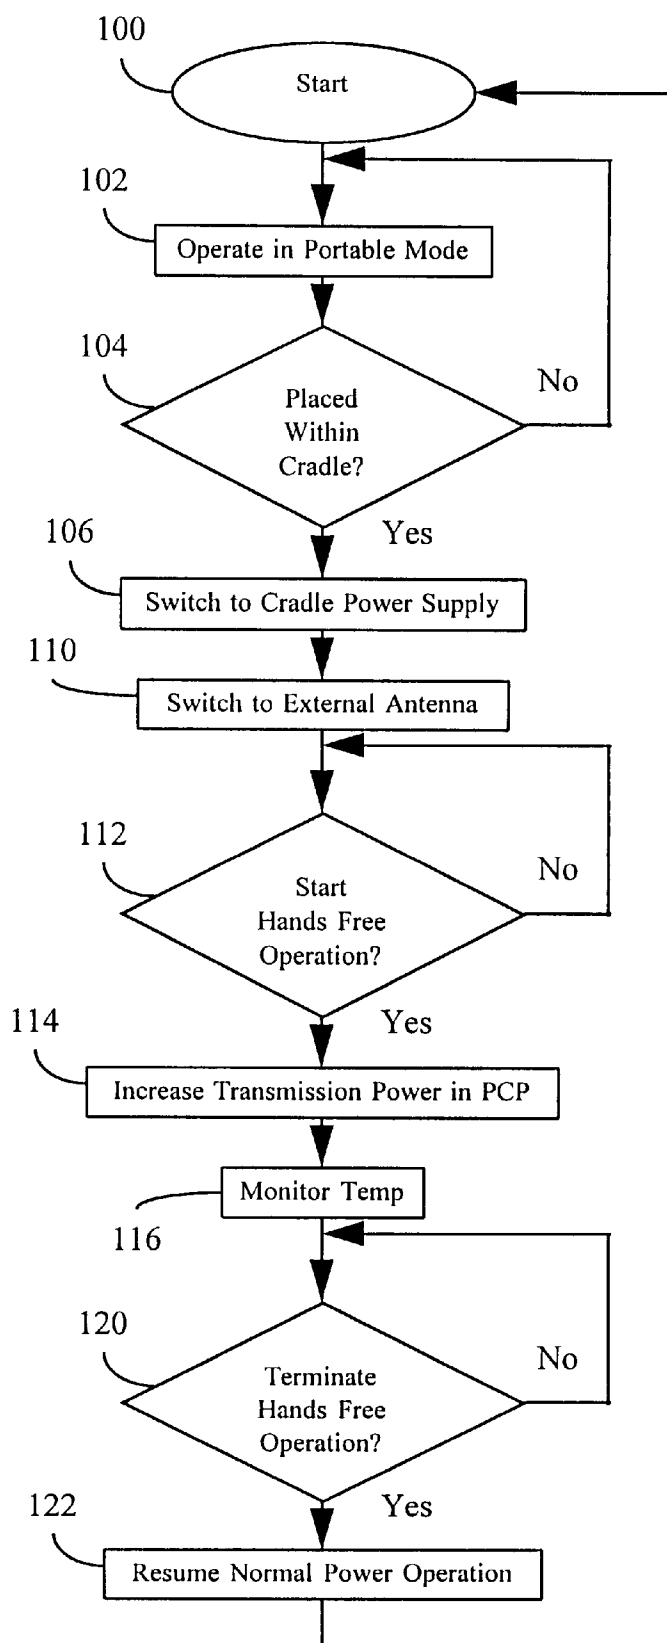 100
Start
102
Operate in Portable Mode
104
Placed
Within
Cradle?
No
Yes
106
Switch to Cradle Power Supply
110
Switch to External Antenna
112
Start
Hands Free
Operation?
No
Yes
114
Increase Transmission Power in PCP
Monitor Temp
116
120
Terminate
Hands Free
Operation?
No
Yes
122
Resume Normal Power Operation